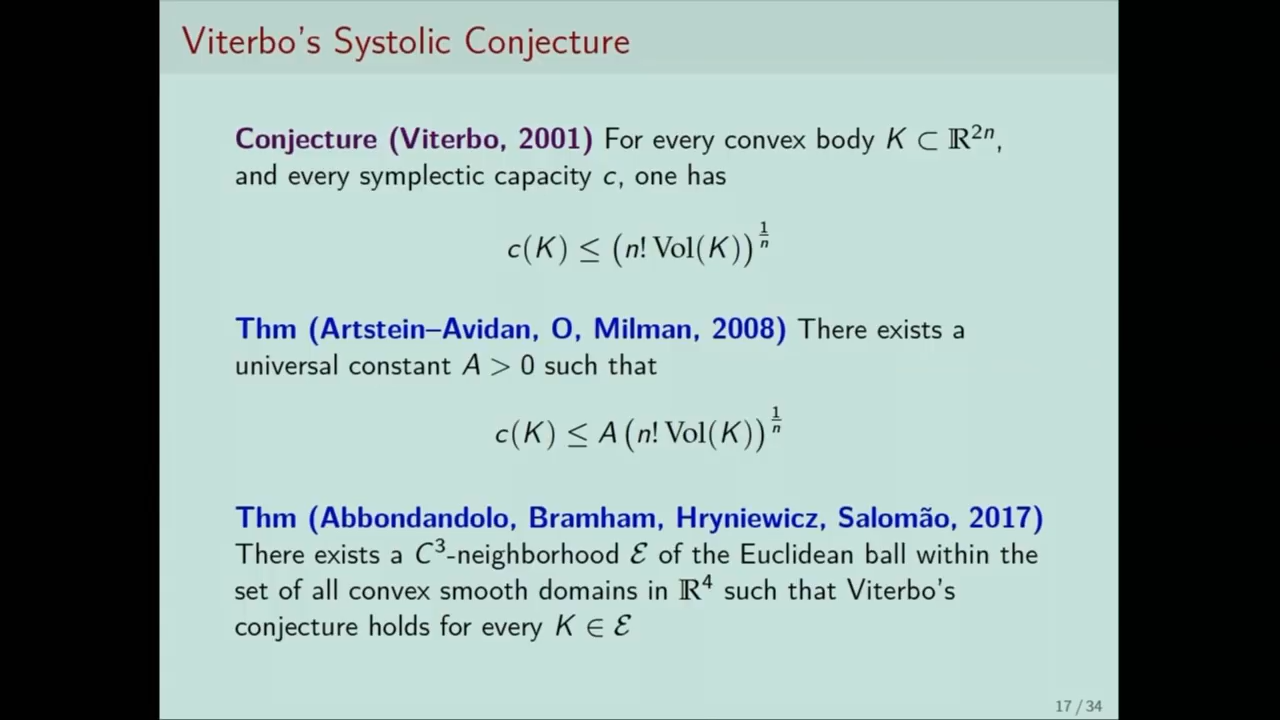 Viterbo's Systolic Conjecture
Conjecture (Viterbo, 2001) For every convex body K ⊂ ℝ²ⁿ,
and every symplectic capacity c, one has
c(K) ≤ (n! Vol(K))^{1/n}
Thm (Artstein–Avidan, O, Milman, 2008) There exists a
universal constant A > 0 such that
c(K) ≤ A (n! Vol(K))^{1/n}
Thm (Abbondandolo, Bramham, Hryniewicz, Salomão, 2017)
There exists a C³-neighborhood ℰ of the Euclidean ball within the
set of all convex smooth domains in ℝ⁴ such that Viterbo's
conjecture holds for every K ∈ ℰ
17 / 34